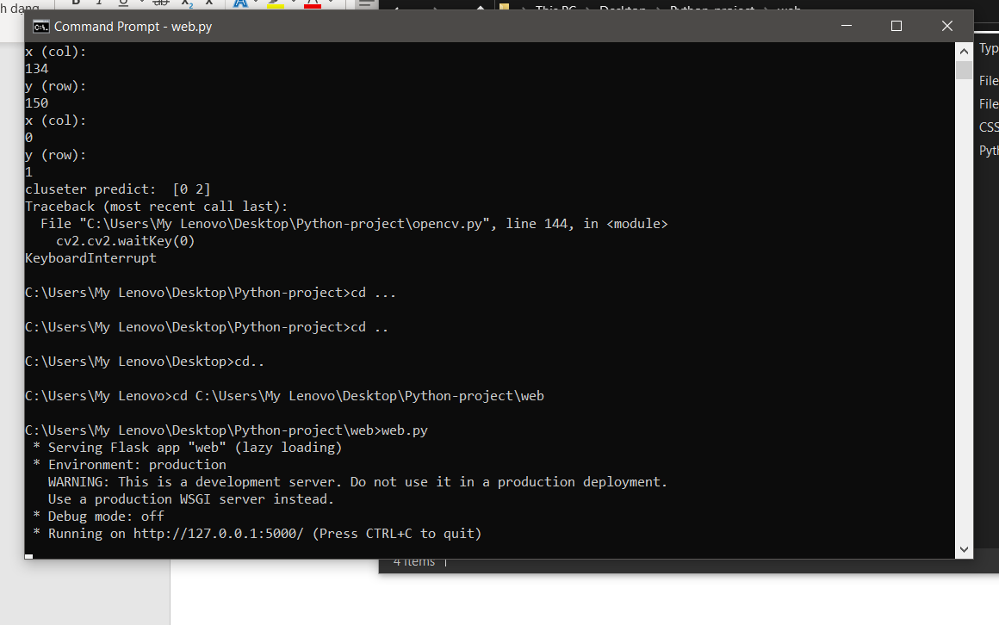 h dạng
This PC > Desktop > Python-project > web
Command Prompt - web.py
x (col):
134
y (row):
150
x (col):
0
y (row):
1
cluseter predict:  [0 2]
Traceback (most recent call last):
  File "C:\Users\My Lenovo\Desktop\Python-project\opencv.py", line 144, in <module>
    cv2.cv2.waitKey(0)
KeyboardInterrupt
C:\Users\My Lenovo\Desktop\Python-project>cd ...
C:\Users\My Lenovo\Desktop\Python-project>cd ..
C:\Users\My Lenovo\Desktop>cd..
C:\Users\My Lenovo>cd C:\Users\My Lenovo\Desktop\Python-project\web
C:\Users\My Lenovo\Desktop\Python-project\web>web.py
 * Serving Flask app "web" (lazy loading)
 * Environment: production
   WARNING: This is a development server. Do not use it in a production deployment.
   Use a production WSGI server instead.
 * Debug mode: off
 * Running on http://127.0.0.1:5000/ (Press CTRL+C to quit)
Typ
File
File
CSS
Pyth
4 items